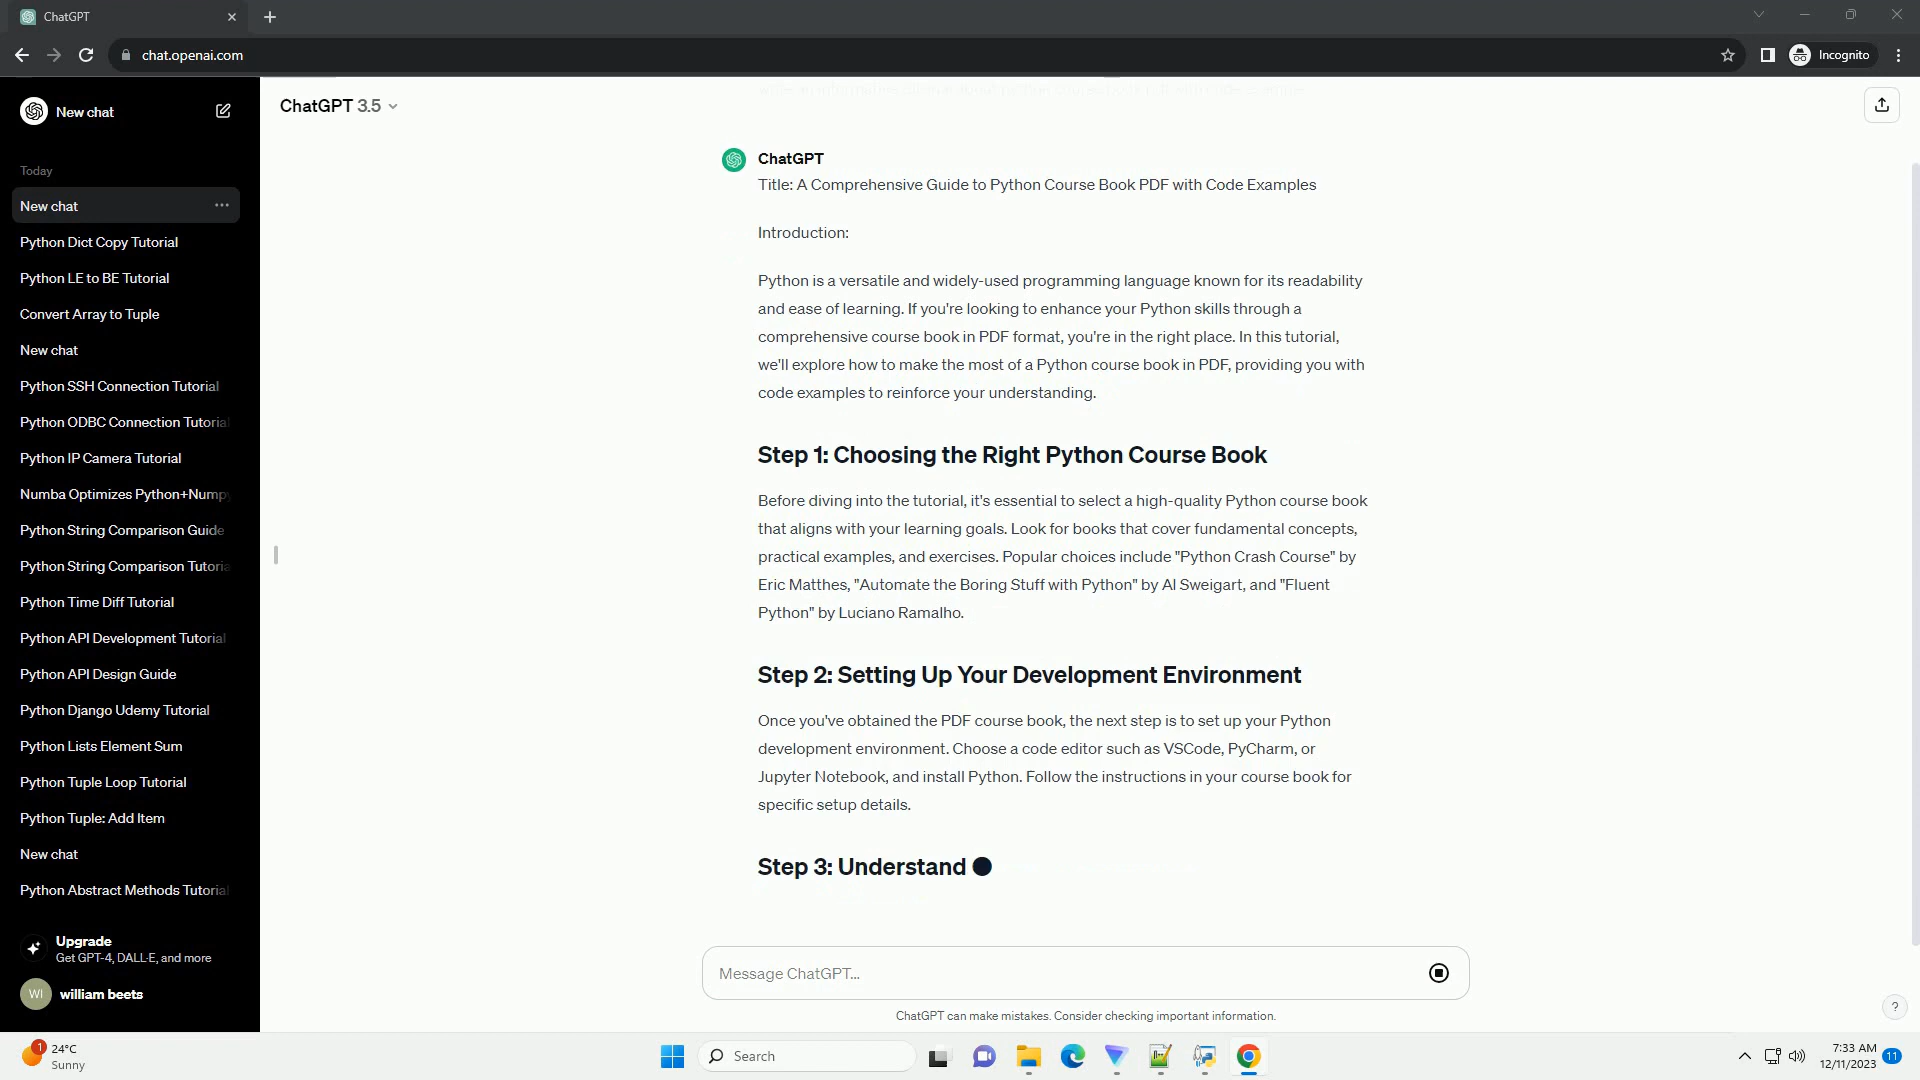 ChatGPT
chat.openai.com
Incognito
New chat
Today
New chat
Python Dict Copy Tutorial
Python LE to BE Tutorial
Convert Array to Tuple
New chat
Python SSH Connection Tutorial
Python ODBC Connection Tutorial
Python IP Camera Tutorial
Numba Optimizes Python+Numpy
Python String Comparison Guide
Python String Comparison Tutoria
Python Time Diff Tutorial
Python API Development Tutorial
Python API Design Guide
Python Django Udemy Tutorial
Python Lists Element Sum
Python Tuple Loop Tutorial
Python Tuple: Add Item
New chat
Python Abstract Methods Tutorial
Upgrade
Get GPT-4, DALL·E, and more
WI
william beets
ChatGPT 3.5
ChatGPT
Title: A Comprehensive Guide to Python Course Book PDF with Code Examples
Introduction:
Python is a versatile and widely-used programming language known for its readability
and ease of learning. If you're looking to enhance your Python skills through a
comprehensive course book in PDF format, you're in the right place. In this tutorial,
we'll explore how to make the most of a Python course book in PDF, providing you with
code examples to reinforce your understanding.
Step 1: Choosing the Right Python Course Book
Before diving into the tutorial, it's essential to select a high-quality Python course book
that aligns with your learning goals. Look for books that cover fundamental concepts,
practical examples, and exercises. Popular choices include "Python Crash Course" by
Eric Matthes, "Automate the Boring Stuff with Python" by Al Sweigart, and "Fluent
Python" by Luciano Ramalho.
Step 2: Setting Up Your Development Environment
Once you've obtained the PDF course book, the next step is to set up your Python
development environment. Choose a code editor such as VSCode, PyCharm, or
Jupyter Notebook, and install Python. Follow the instructions in your course book for
specific setup details.
Step 3: Understand
Message ChatGPT...
ChatGPT can make mistakes. Consider checking important information.
?
1
24°C
Sunny
Search
7:33 AM
12/11/2023
11